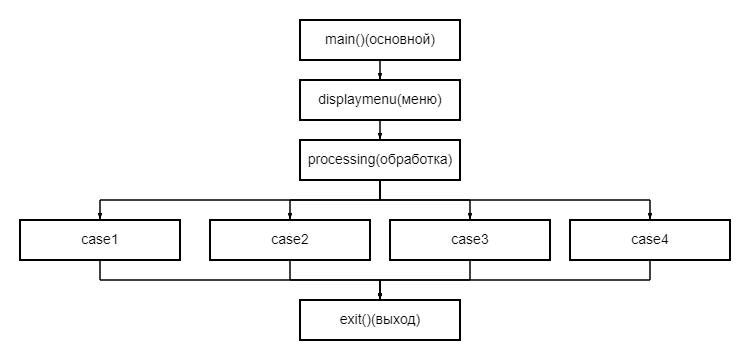 main()(основной)
displaymenu(меню)
processing(обработка)
case1
case2
case3
case4
exit()(выход)